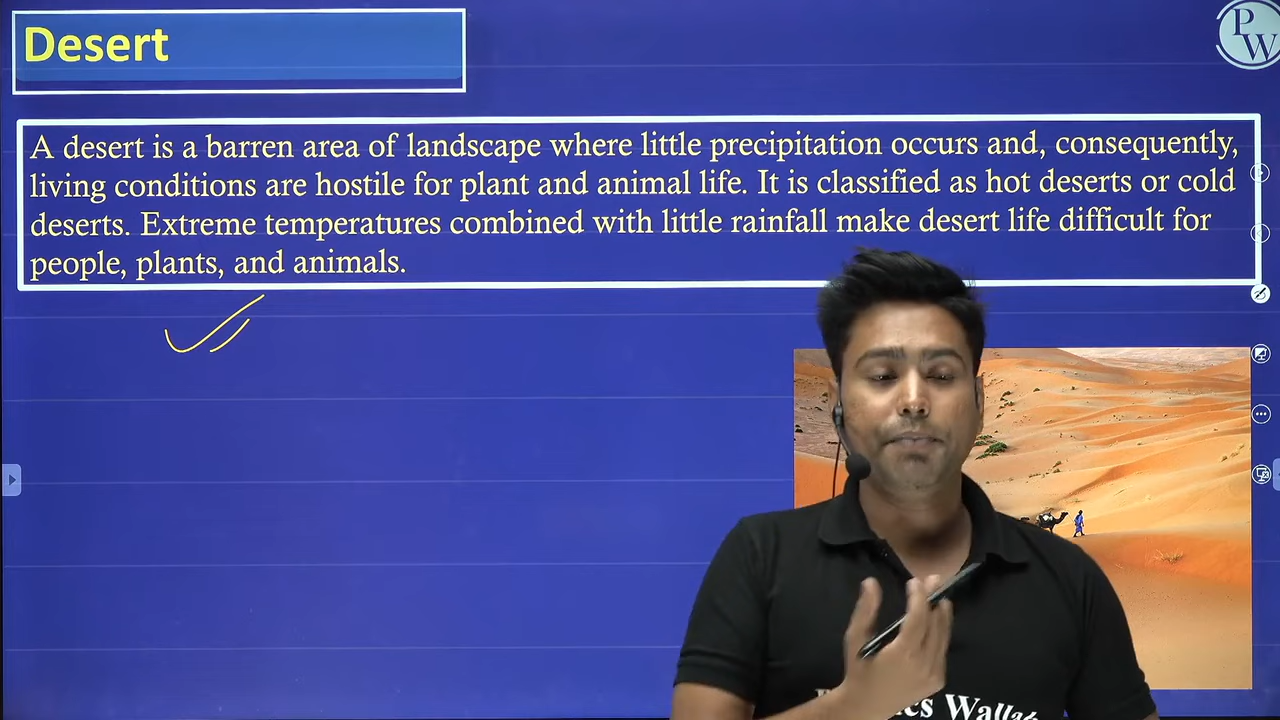 Desert
PW
A desert is a barren area of landscape where little precipitation occurs and, consequently,
living conditions are hostile for plant and animal life. It is classified as hot deserts or cold
deserts. Extreme temperatures combined with little rainfall make desert life difficult for
people, plants, and animals.